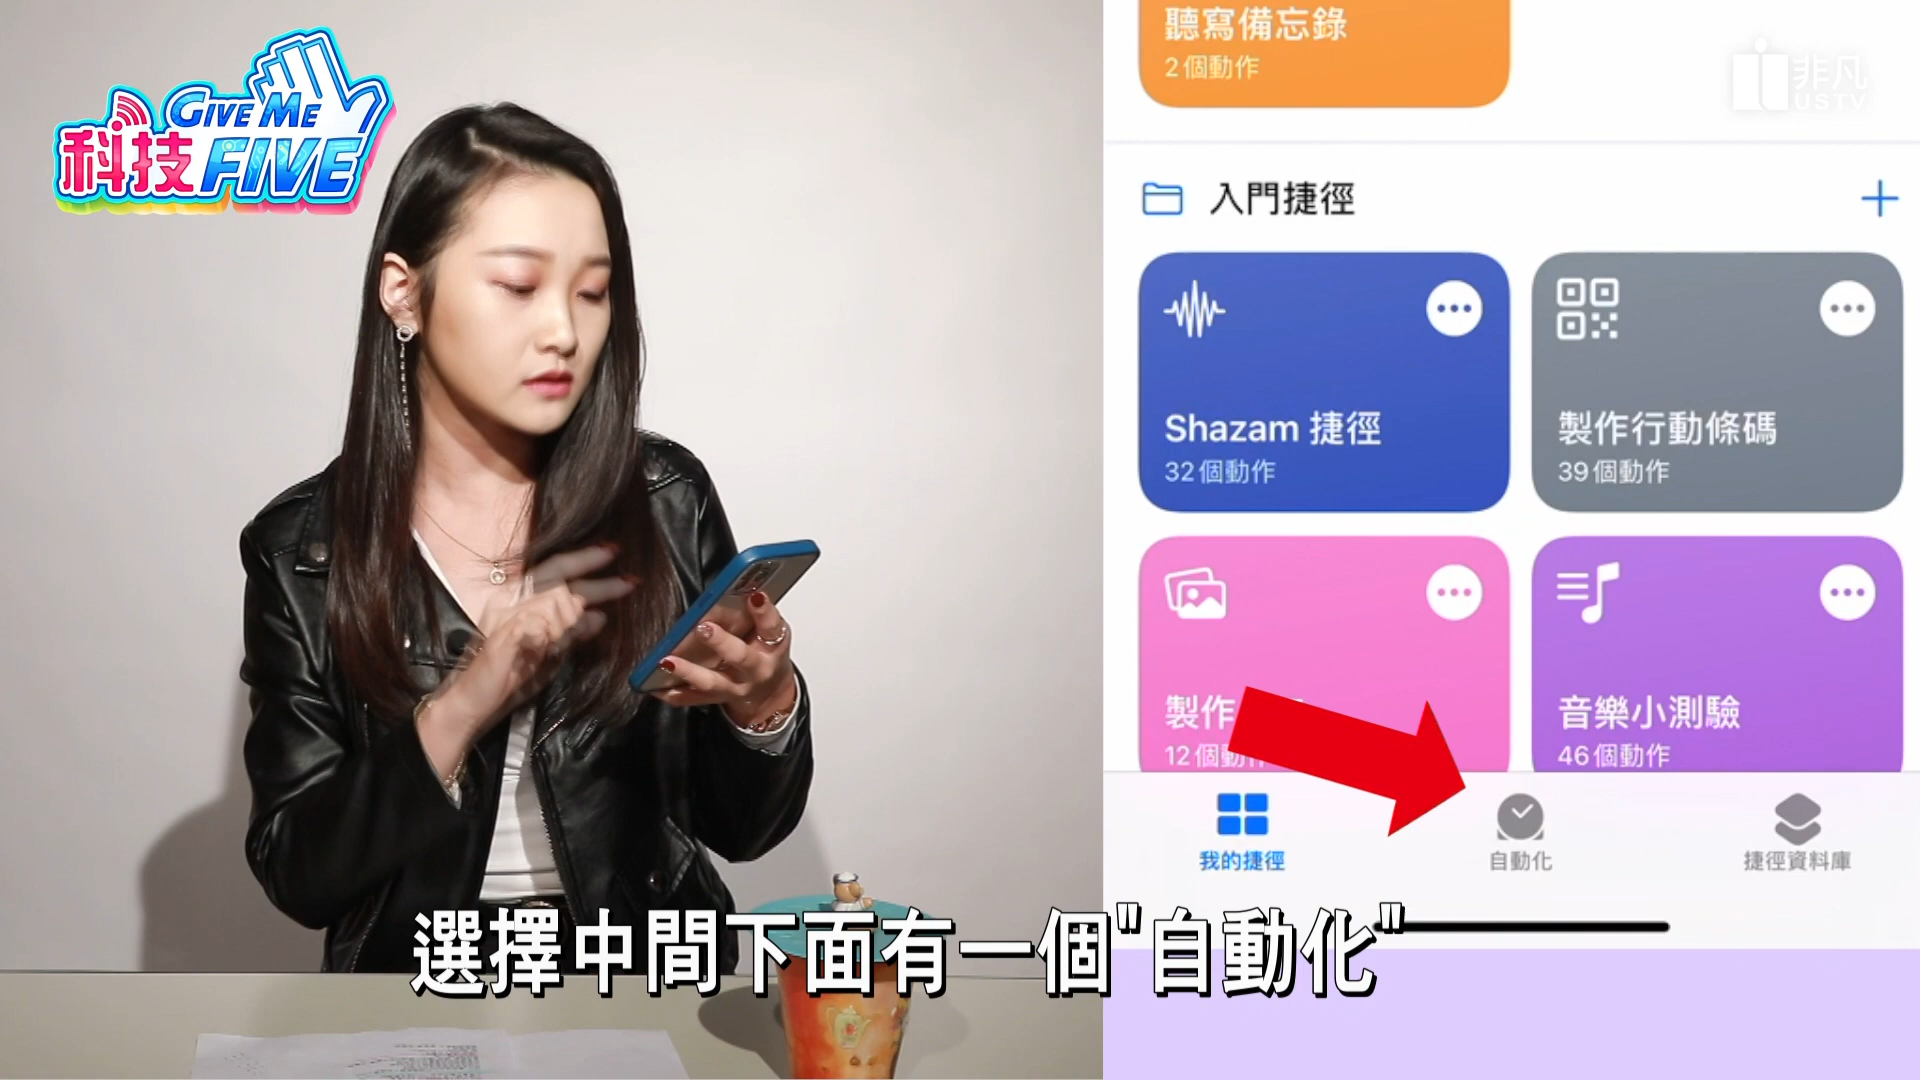 GIVE ME
科技FIVE
聽寫備忘錄
2個動作
非凡
USTV
入門捷徑
Shazam 捷徑
32個動作
製作行動條碼
39個動作
製作
12個動
音樂小測驗
46個動作
我的捷徑
自動化
捷徑資料庫
選擇中間下面有一個"自動化"